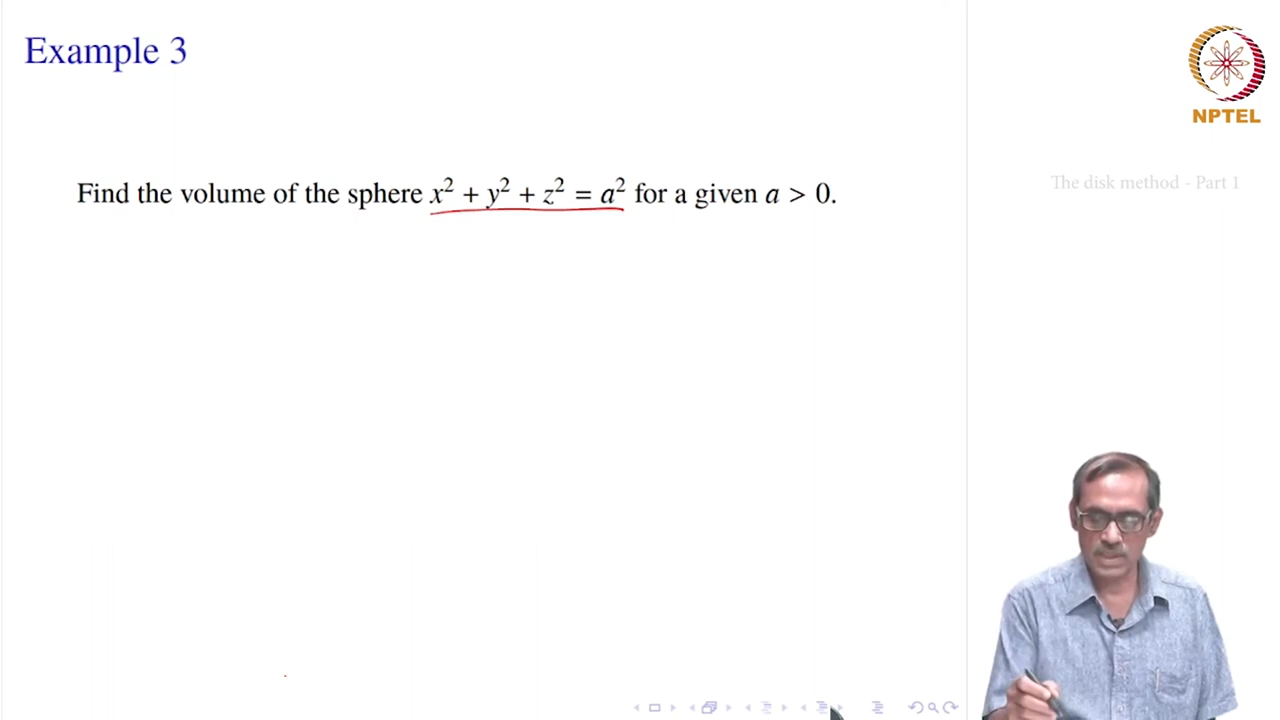 Example 3
NPTEL
Find the volume of the sphere x² + y² + z² = a² for a given a > 0.
The disk method - Part 1